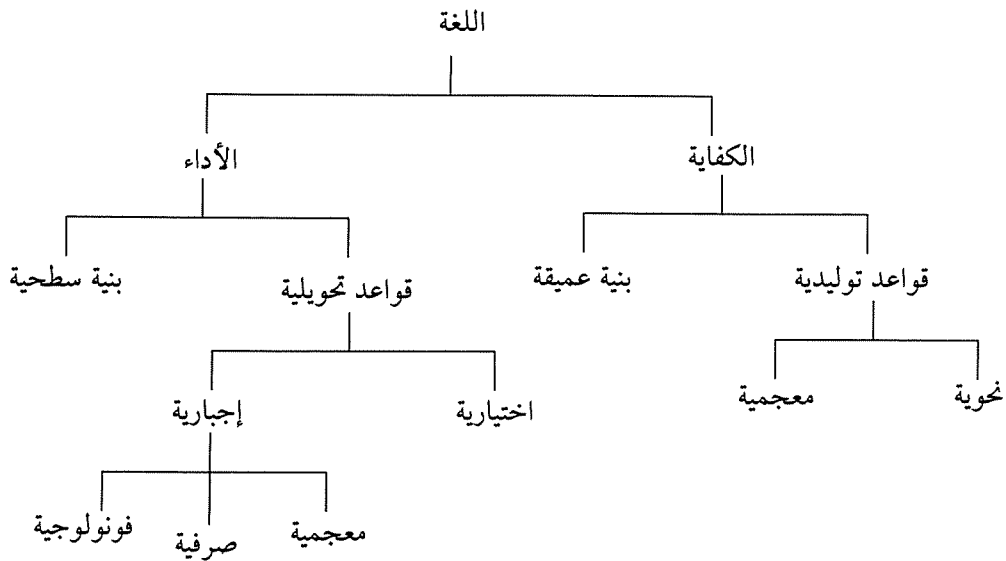 اللغة
الكفاية
الأداء
قواعد توليدية
بنية عميقة
قواعد تحويلية
بنية سطحية
نحوية
معجمية
اختيارية
إجبارية
معجمية
صرفية
فونولوجية